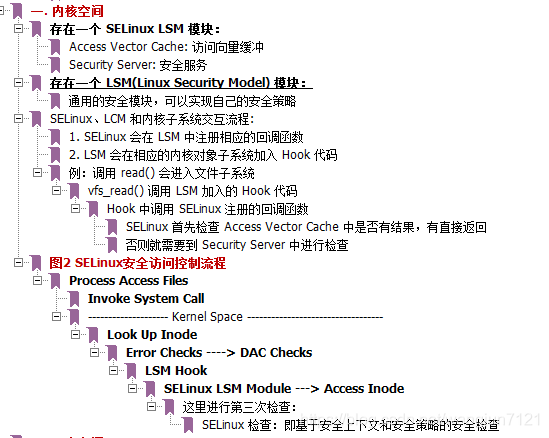 一. 内核空间
存在一个 SELinux LSM 模块：
Access Vector Cache: 访问向量缓冲
Security Server: 安全服务
存在一个 LSM(Linux Security Model) 模块：
通用的安全模块，可以实现自己的安全策略
SELinux、LCM 和内核子系统交互流程:
1. SELinux 会在 LSM 中注册相应的回调函数
2. LSM 会在相应的内核对象子系统加入 Hook 代码
例：调用 read() 会进入文件子系统
vfs_read() 调用 LSM 加入的 Hook 代码
Hook 中调用 SELinux 注册的回调函数
SELinux 首先检查 Access Vector Cache 中是否有结果，有直接返回
否则就需要到 Security Server 中进行检查
图2 SELinux安全访问控制流程
Process Access Files
Invoke System Call
-------------------- Kernel Space ----------------------------------
Look Up Inode
Error Checks ----> DAC Checks
LSM Hook
SELinux LSM Module ---> Access Inode
这里进行第三次检查：
SELinux 检查：即基于安全上下文和安全策略的安全检查